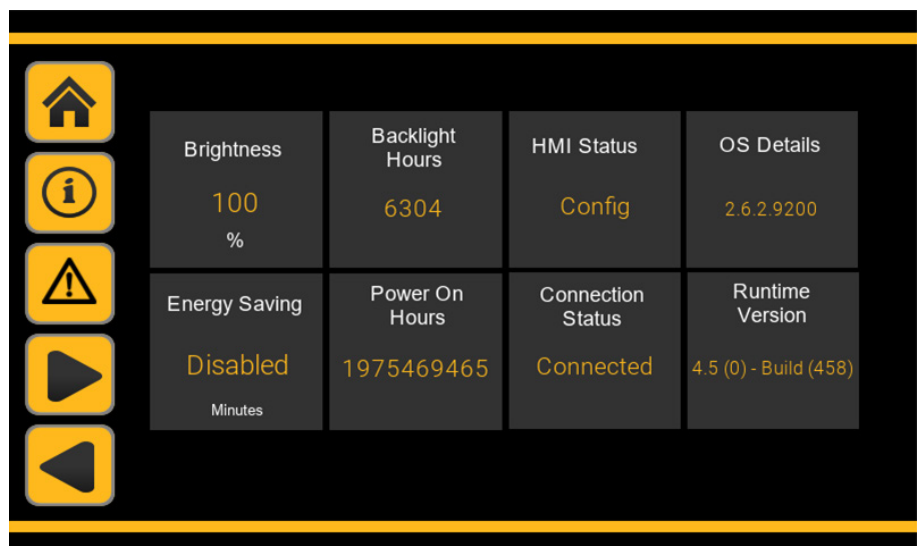 Brightness
100
%
Backlight
Hours
6304
HMI Status
Config
OS Details
2.6.2.9200
Energy Saving
Disabled
Minutes
Power On
Hours
1975469465
Connection
Status
Connected
Runtime
Version
4.5 (0) - Build (458)